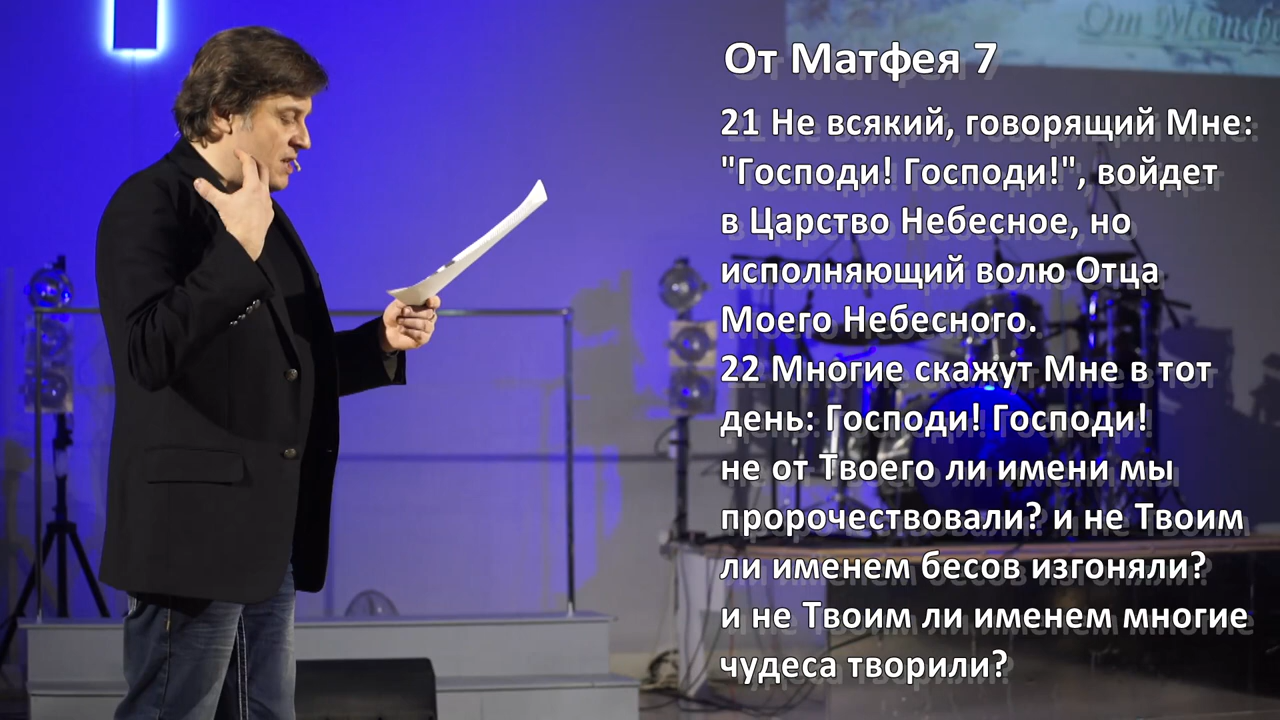 От Матфея 7
21 Не всякий, говорящий Мне:
"Господи! Господи!", войдет
в Царство Небесное, но
исполняющий волю Отца
Моего Небесного.
22 Многие скажут Мне в тот
день: Господи! Господи!
не от Твоего ли имени мы
пророчествовали? и не Твоим
ли именем бесов изгоняли?
и не Твоим ли именем многие
чудеса творили?
От